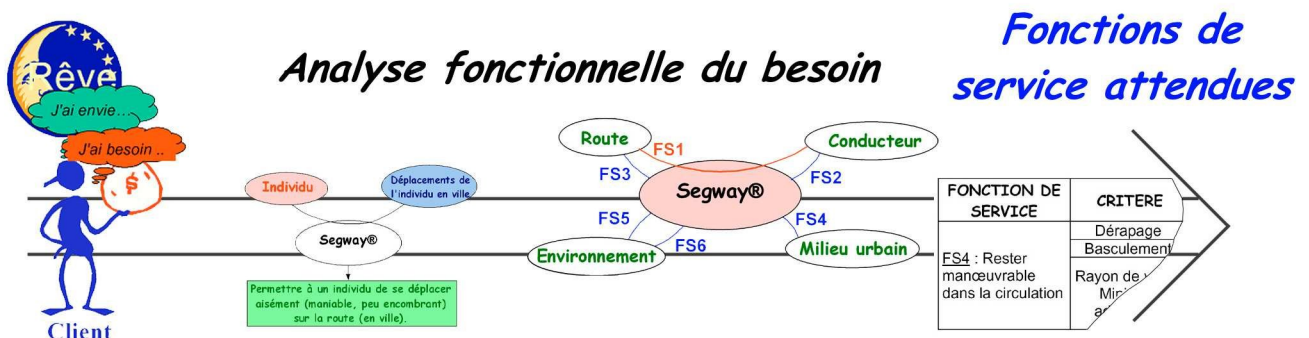 Rêve
J'ai envie...
J'ai besoin ..
$
Client
Analyse fonctionnelle du besoin
Individu
Déplacements de
l'individu en ville
Segway®
Permettre à un individu de se déplacer
aisément (maniable, peu encombrant)
sur la route (en ville).
Route
Conducteur
FS1
FS3
FS2
Segway®
FS5
FS4
FS6
Environnement
Milieu urbain
Fonctions de
service attendues
FONCTION DE
SERVICE
CRITERE
FS4 : Rester
manœuvrable
dans la circulation
Dérapage
Basculement
Rayon de